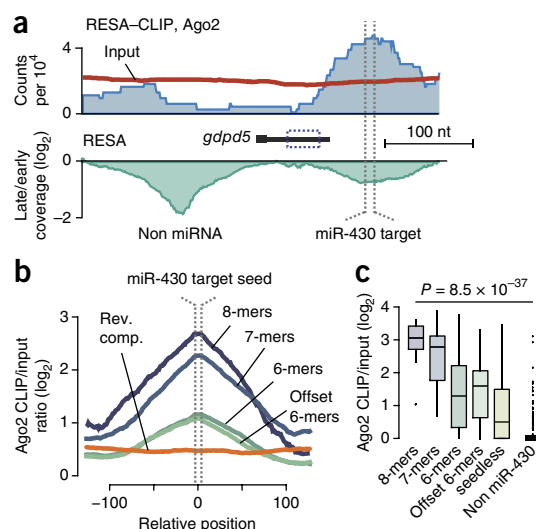 a
RESA–CLIP, Ago2
Counts per 10⁴
4
0
Input
RESA
gdpd5
100 nt
Late/early coverage (log₂)
0
−2
Non miRNA
miR-430 target
b
miR-430 target seed
Ago2 CLIP/input ratio (log₂)
3
2
1
0
Rev. comp.
8-mers
7-mers
6-mers
Offset 6-mers
−100
0
100
Relative position
c
P = 8.5 × 10⁻³⁷
Ago2 CLIP/input (log₂)
4
3
2
1
0
8-mers
7-mers
6-mers
Offset 6-mers
seedless
Non miR-430